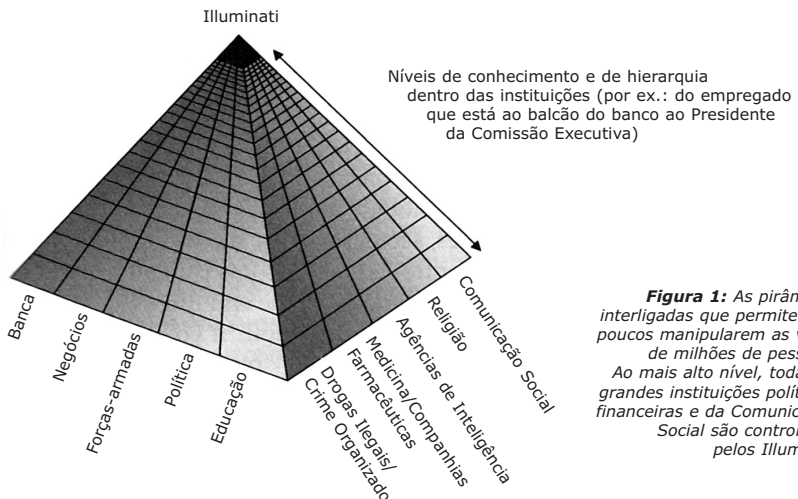 Illuminati
Níveis de conhecimento e de hierarquia
dentro das instituições (por ex.: do empregado
que está ao balcão do banco ao Presidente
da Comissão Executiva)
Banca
Negócios
Forças-armadas
Política
Educação
Drogas Ilegais/
Crime Organizado
Medicina/Companhias
Farmacêuticas
Agências de Inteligência
Religião
Comunicação Social
Figura 1: As pirân
interligadas que permite
poucos manipularem as v
de milhões de pess
Ao mais alto nível, toda
grandes instituições polít
financeiras e da Comunic
Social são control
pelos Illum